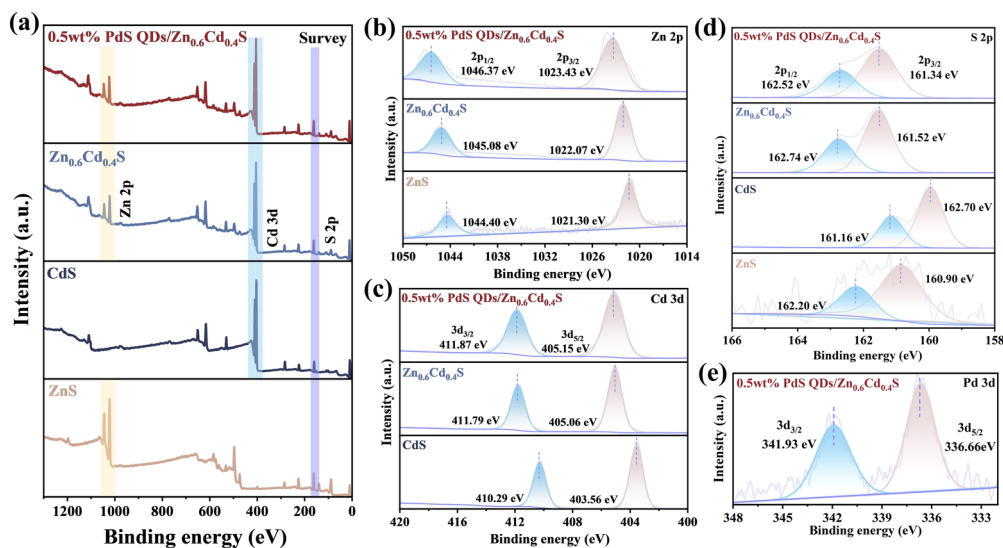 (a)
0.5wt% PdS QDs/Zn0.6Cd0.4S
Survey
Zn0.6Cd0.4S
Zn 2p
Cd 3d
S 2p
CdS
ZnS
Intensity (a.u.)
1300 1200 1000 800 600 400 200 0
Binding energy (eV)
(b)
0.5wt% PdS QDs/Zn0.6Cd0.4S
Zn 2p
2p1/2
1046.37 eV
2p3/2
1023.43 eV
Zn0.6Cd0.4S
1045.08 eV
1022.07 eV
ZnS
1044.40 eV
1021.30 eV
Intensity (a.u.)
1050 1044 1038 1032 1026 1020 1014
Binding energy (eV)
(c)
0.5wt% PdS QDs/Zn0.6Cd0.4S
Cd 3d
3d3/2
411.87 eV
3d5/2
405.15 eV
Zn0.6Cd0.4S
411.79 eV
405.06 eV
CdS
410.29 eV
403.56 eV
Intensity (a.u.)
420 416 412 408 404 400
Binding energy (eV)
(d)
0.5wt% PdS QDs/Zn0.6Cd0.4S
S 2p
2p1/2
162.52 eV
2p3/2
161.34 eV
Zn0.6Cd0.4S
162.74 eV
161.52 eV
CdS
161.16 eV
162.70 eV
ZnS
162.20 eV
160.90 eV
Intensity (a.u.)
166 164 162 160 158
Binding energy (eV)
(e)
0.5wt% PdS QDs/Zn0.6Cd0.4S
Pd 3d
3d3/2
341.93 eV
3d5/2
336.66eV
Intensity (a.u.)
348 345 342 339 336 333
Binding energy (eV)